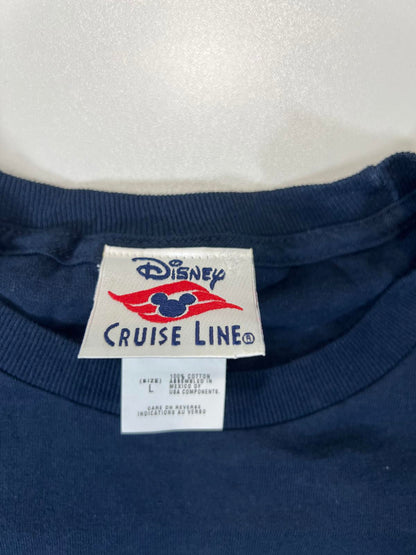 Disney
CRUISE LINE®
(SIZE)
L
100% COTTON
ASSEMBLED IN
MEXICO OF
USA COMPONENTS.
CARE ON REVERSE
INDICATIONS AU VERSO